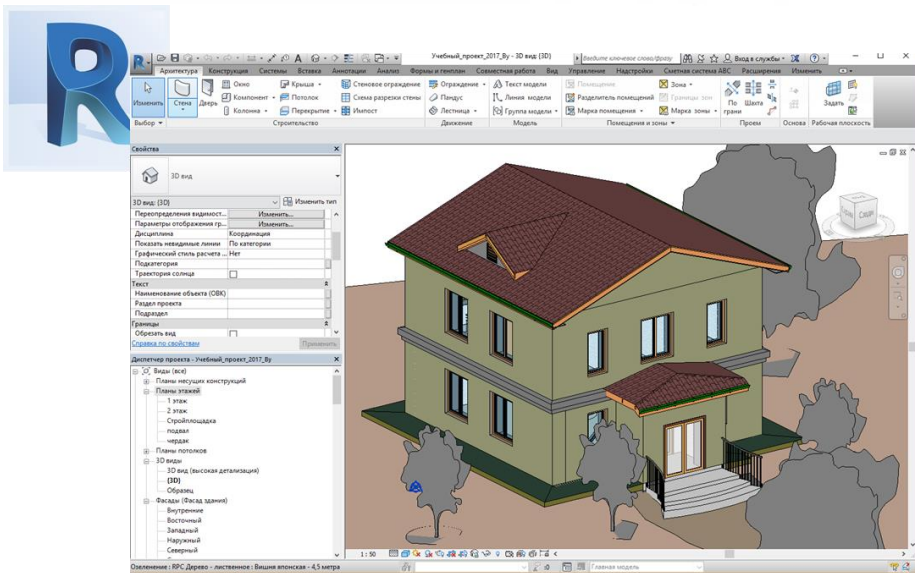 Учебный_проект_2017_Ву - 3D вид: {3D}
Введите ключевое слово/фразу
Вход в службы
Архитектура Конструкция Системы Вставка Аннотации Анализ Формы и генплан Совместная работа Вид Управление Надстройки Сметная система ABC Расширения Изменить
Изменить
Стена
Дверь
Окно
Компонент
Колонна
Крыша
Потолок
Перекрытие
Стеновое ограждение
Схема разрезки стены
Импост
Ограждение
Пандус
Лестница
Текст модели
Линия модели
Группа модели
Помещение
Разделитель помещений
Марка помещения
Зона
Границы зон
Марка зоны
По грани
Шахта
Задать
Выбор Строительство Движение Модель Помещения и зоны Проем Основа Рабочая плоскость
Свойства
3D вид
3D вид: {3D} Изменить тип
Переопределения видимост... Изменить...
Параметры отображения гр... Изменить...
Дисциплина Координация
Показать невидимые линии По категории
Графический стиль расчета ... Нет
Подкатегория
Траектория солнца
Текст
Наименование объекта (ОВК)
Раздел проекта
Подраздел
Границы
Обрезать вид
Справка по свойствам Применить
Диспетчер проекта - Учебный_проект_2017_Ву
Виды (все)
Планы несущих конструкций
Планы этажей
1 этаж
2 этаж
Стройплощадка
подвал
чердак
Планы потолков
3D виды
3D вид (высокая детализация)
{3D}
Образец
Фасады (Фасад здания)
Внутренние
Восточный
Западный
Наружный
Северный
1 : 50
Озеленение : RPC Дерево - лиственное : Вишня японская - 4,5 метра
:0
Главная модель